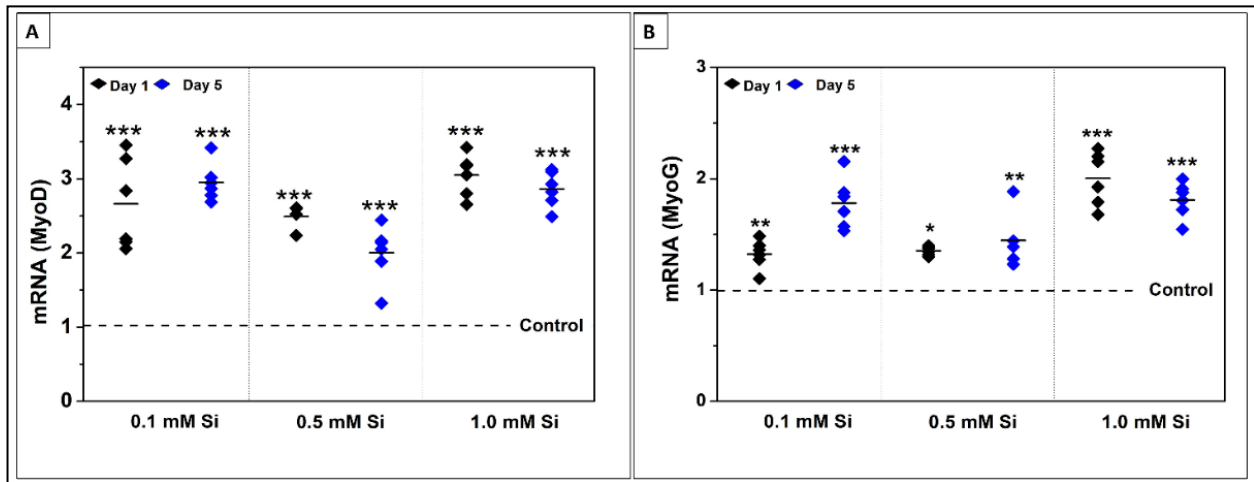 A
mRNA (MyoD)
Day 1 Day 5
4
3
2
1
0
*** *** *** *** *** ***
Control
0.1 mM Si 0.5 mM Si 1.0 mM Si
B
mRNA (MyoG)
Day 1 Day 5
3
2
1
0
** *** * ** *** ***
Control
0.1 mM Si 0.5 mM Si 1.0 mM Si